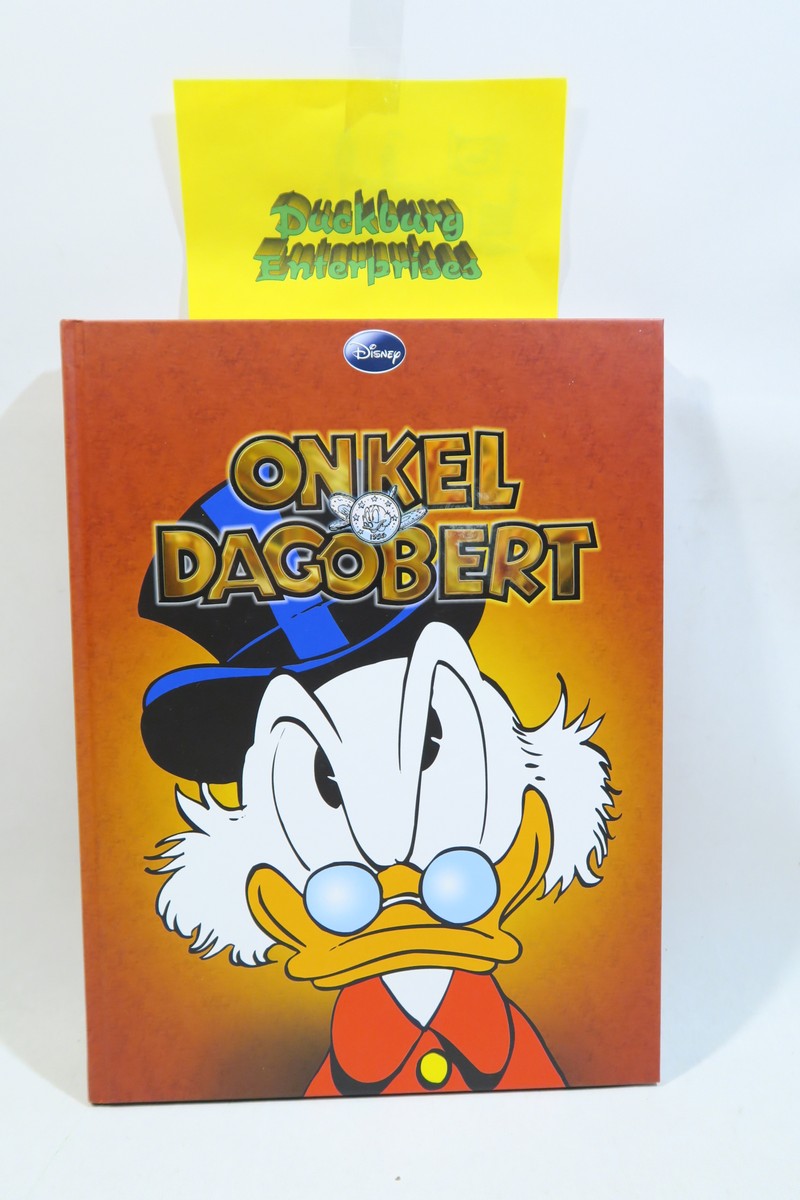 Duckburg
Enterprises
Disney
ONKEL
DAGOBERT